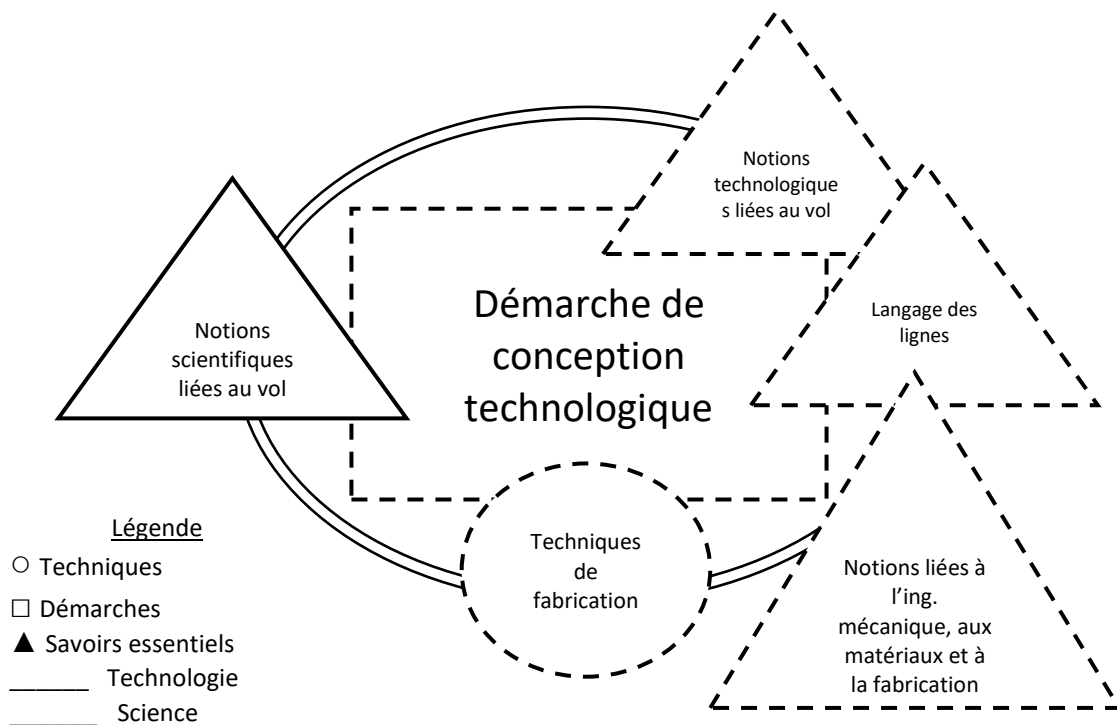 Notions
technologique
s liées au vol
Démarche de
conception
technologique
Langage des
lignes
Notions
scientifiques
liées au vol
Techniques
de
fabrication
Notions liées à
l’ing.
mécanique, aux
matériaux et à
la fabrication
Légende
○ Techniques
□ Démarches
▲ Savoirs essentiels
______ Technologie
_______ Science